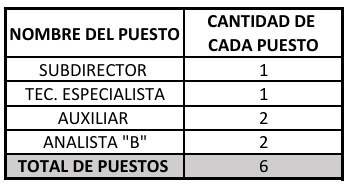 NOMBRE DEL PUESTO CANTIDAD DE CADA PUESTO
SUBDIRECTOR 1
TEC. ESPECIALISTA 1
AUXILIAR 2
ANALISTA "B" 2
TOTAL DE PUESTOS 6